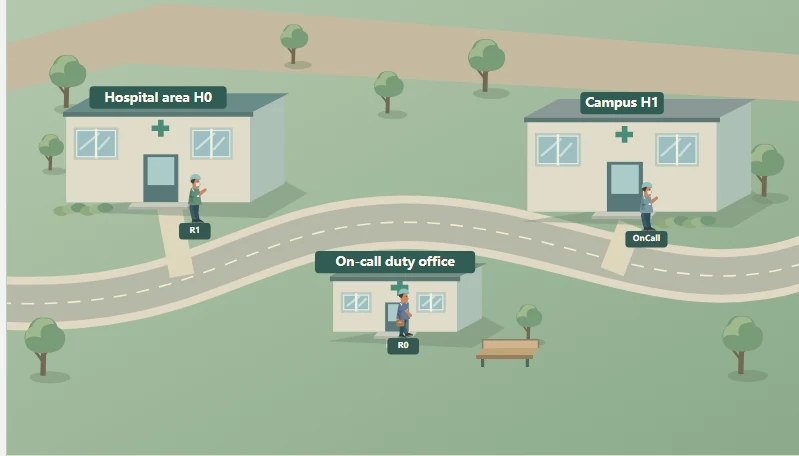 Hospital area H0
Campus H1
R1
OnCall
On-call duty office
R0